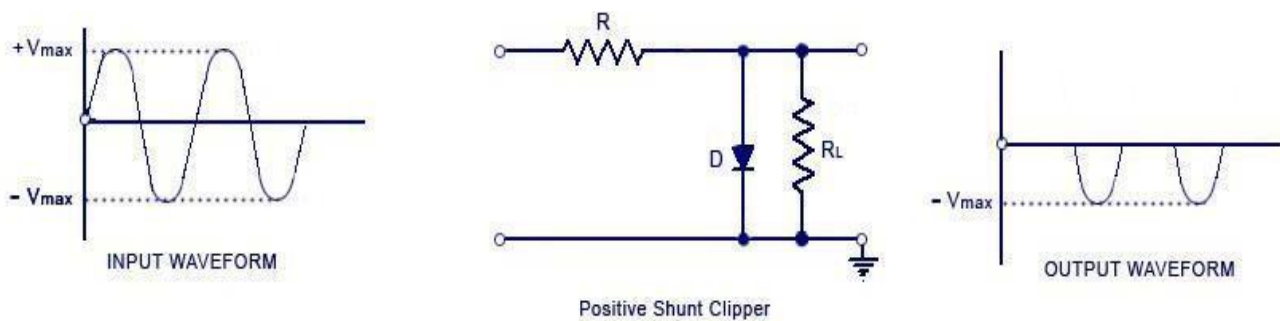 +Vmax
- Vmax
INPUT WAVEFORM
R
D
RL
Positive Shunt Clipper
- Vmax
OUTPUT WAVEFORM